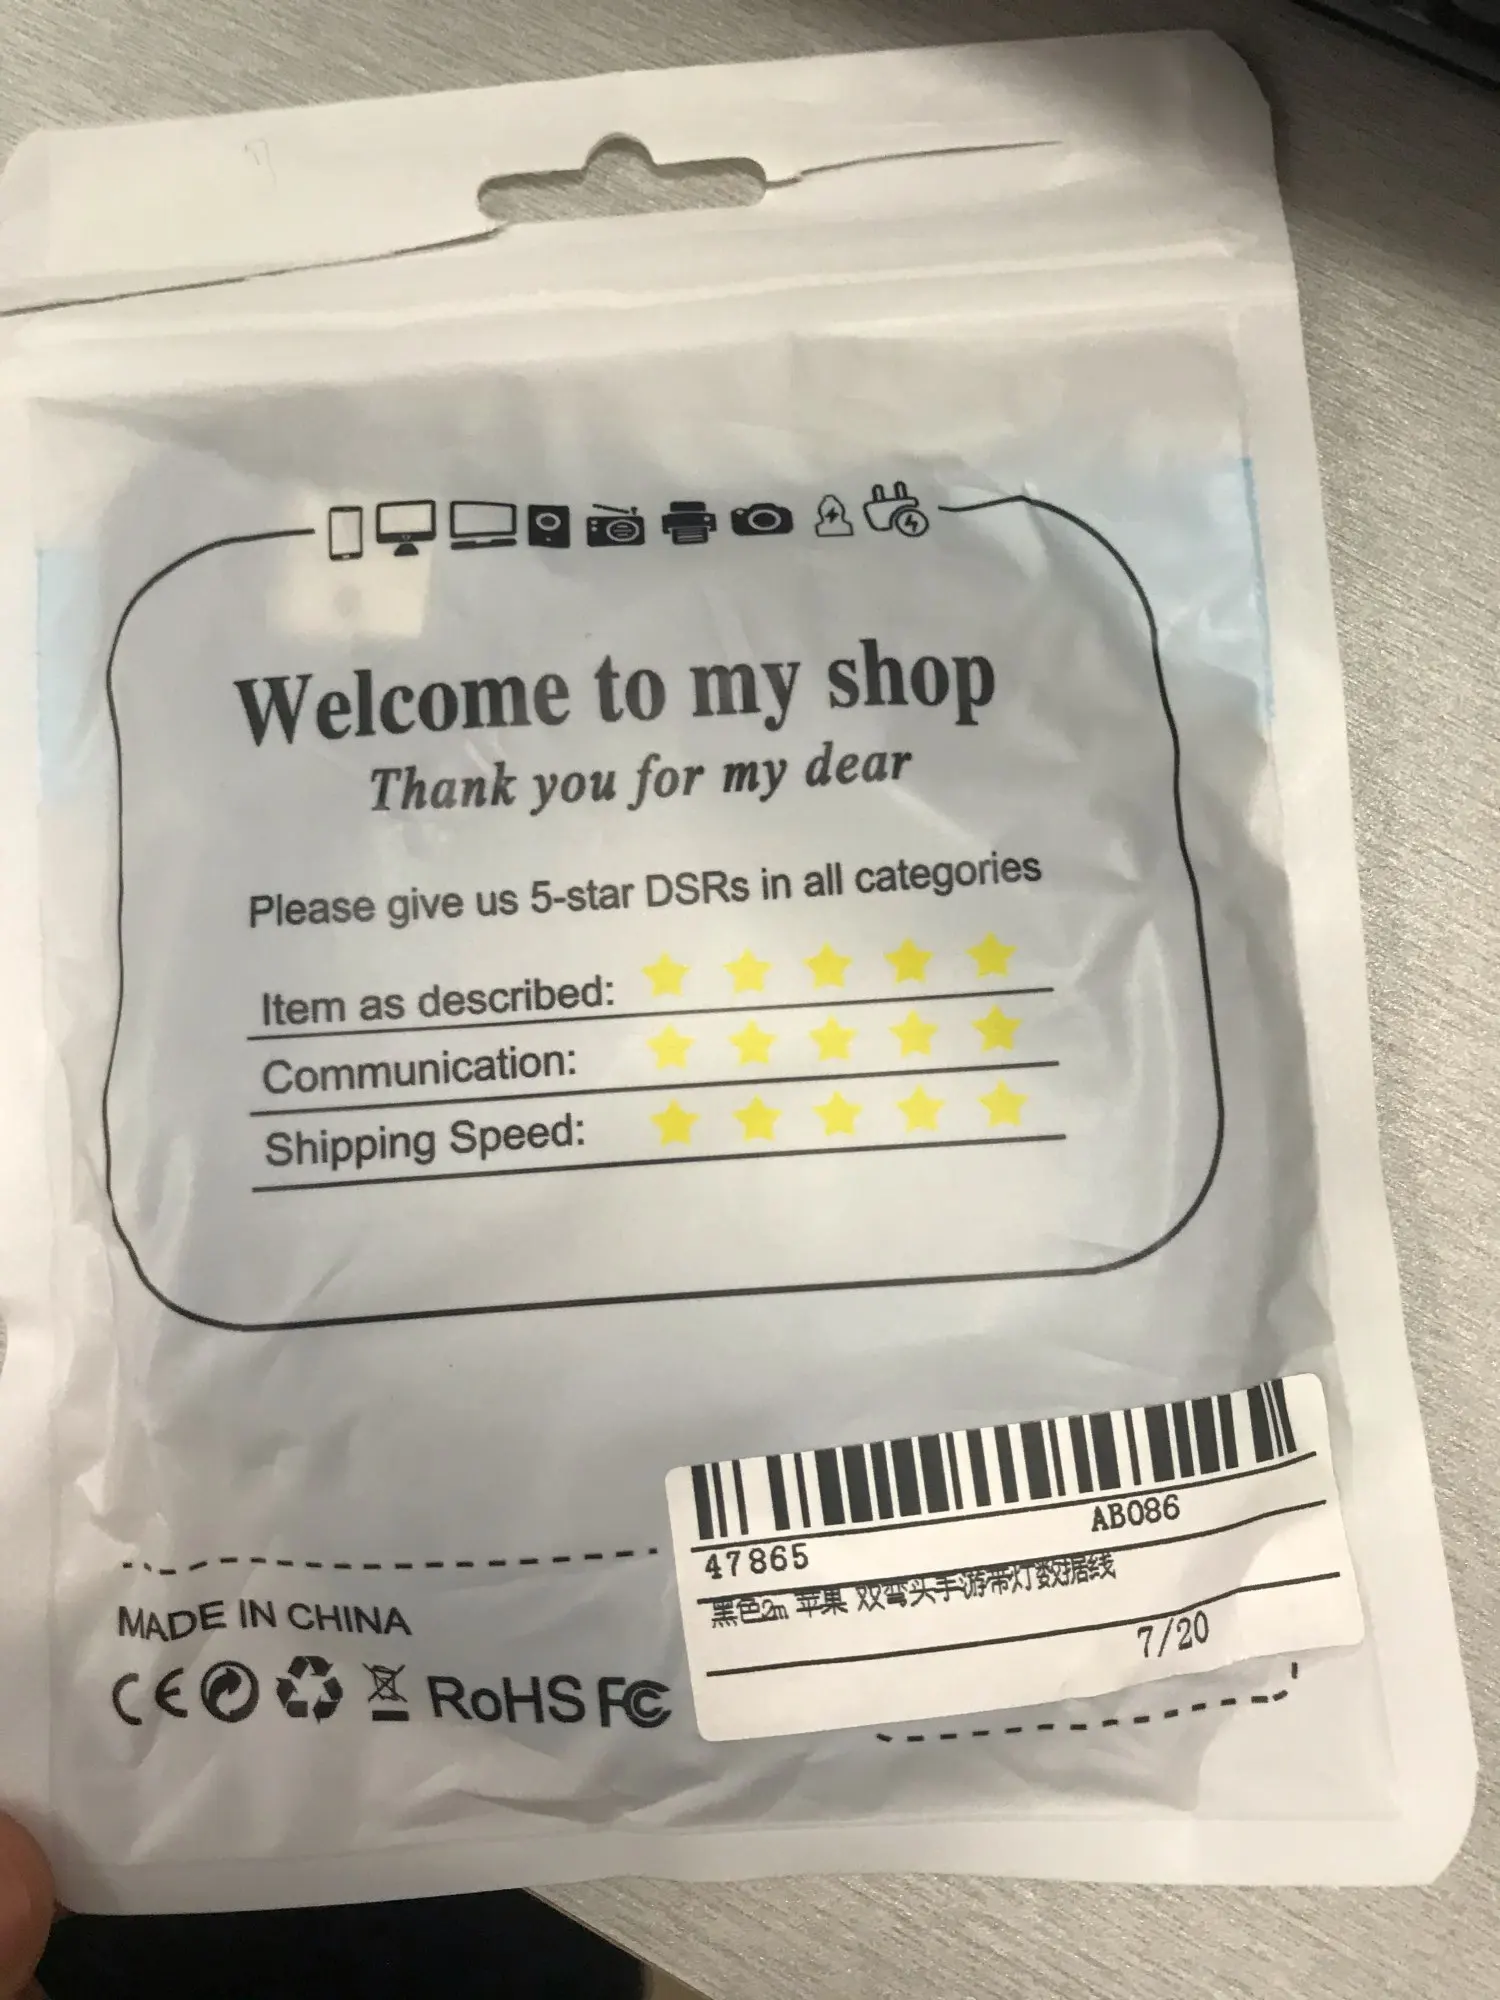 Welcome to my shop
Thank you for my dear
Please give us 5-star DSRs in all categories
Item as described:
Communication:
Shipping Speed:
AB086
47865
黑色2m 苹果 双弯头手游带灯数据线
7/20
MADE IN CHINA
CE RoHS FC